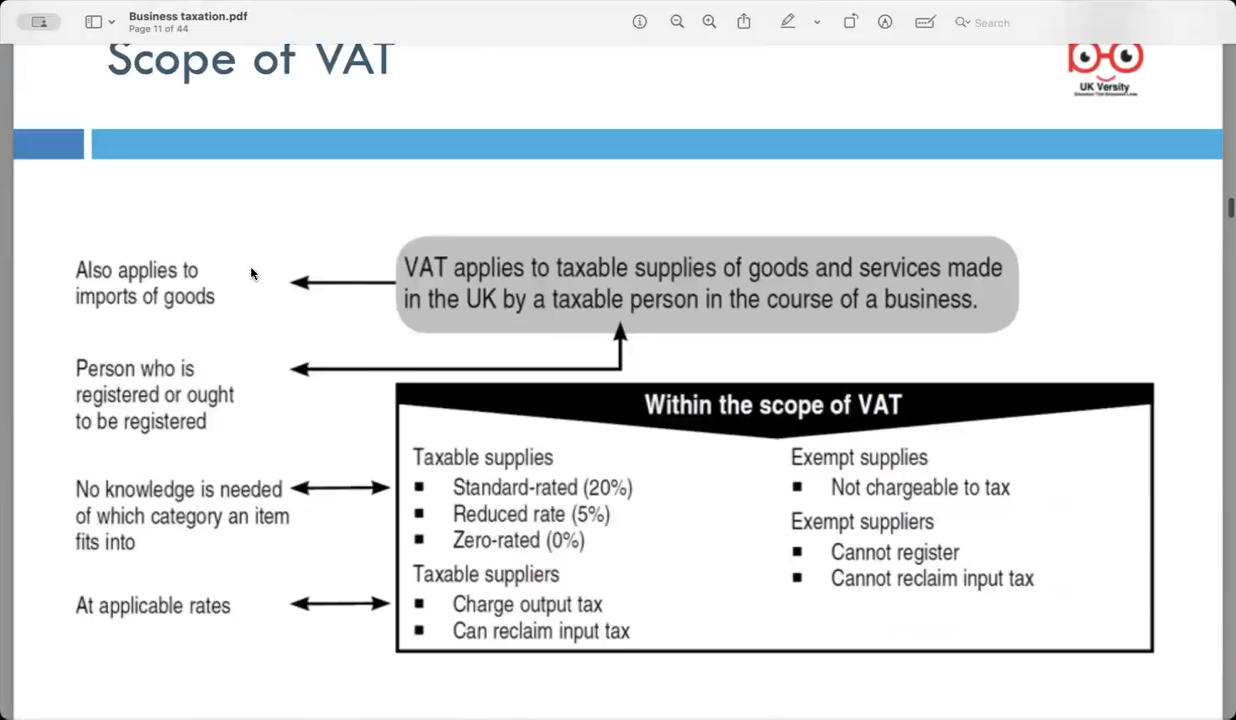 Business taxation.pdf
Page 11 of 44
Search
Scope of VAT
UK Versity
Also applies to
imports of goods
VAT applies to taxable supplies of goods and services made
in the UK by a taxable person in the course of a business.
Person who is
registered or ought
to be registered
Within the scope of VAT
No knowledge is needed
of which category an item
fits into
At applicable rates
Taxable supplies
Standard-rated (20%)
Reduced rate (5%)
Zero-rated (0%)
Taxable suppliers
Charge output tax
Can reclaim input tax
Exempt supplies
Not chargeable to tax
Exempt suppliers
Cannot register
Cannot reclaim input tax